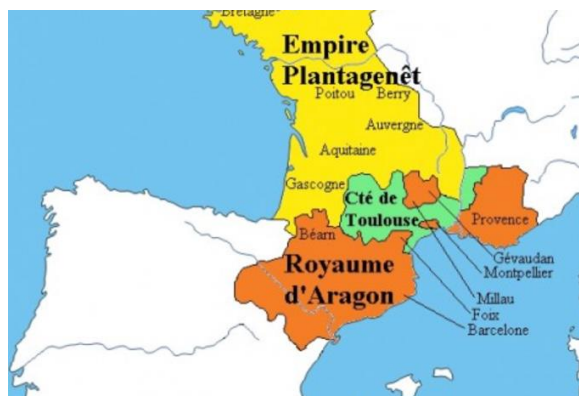 Bretagne
Empire
Plantagenêt
Poitou
Berry
Auvergne
Aquitaine
Gascogne
Cté de
Toulouse
Provence
Béarn
Gévaudan
Montpellier
Royaume
d'Aragon
Millau
Foix
Barcelone